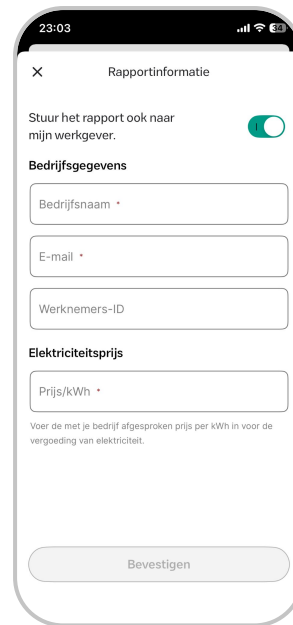 23:03
34
Rapportinformatie
Stuur het rapport ook naar
mijn werkgever.
Bedrijfsgegevens
Bedrijfsnaam *
E-mail *
Werknemers-ID
Elektriciteitsprijs
Prijs/kWh *
Voer de met je bedrijf afgesproken prijs per kWh in voor de
vergoeding van elektriciteit.
Bevestigen